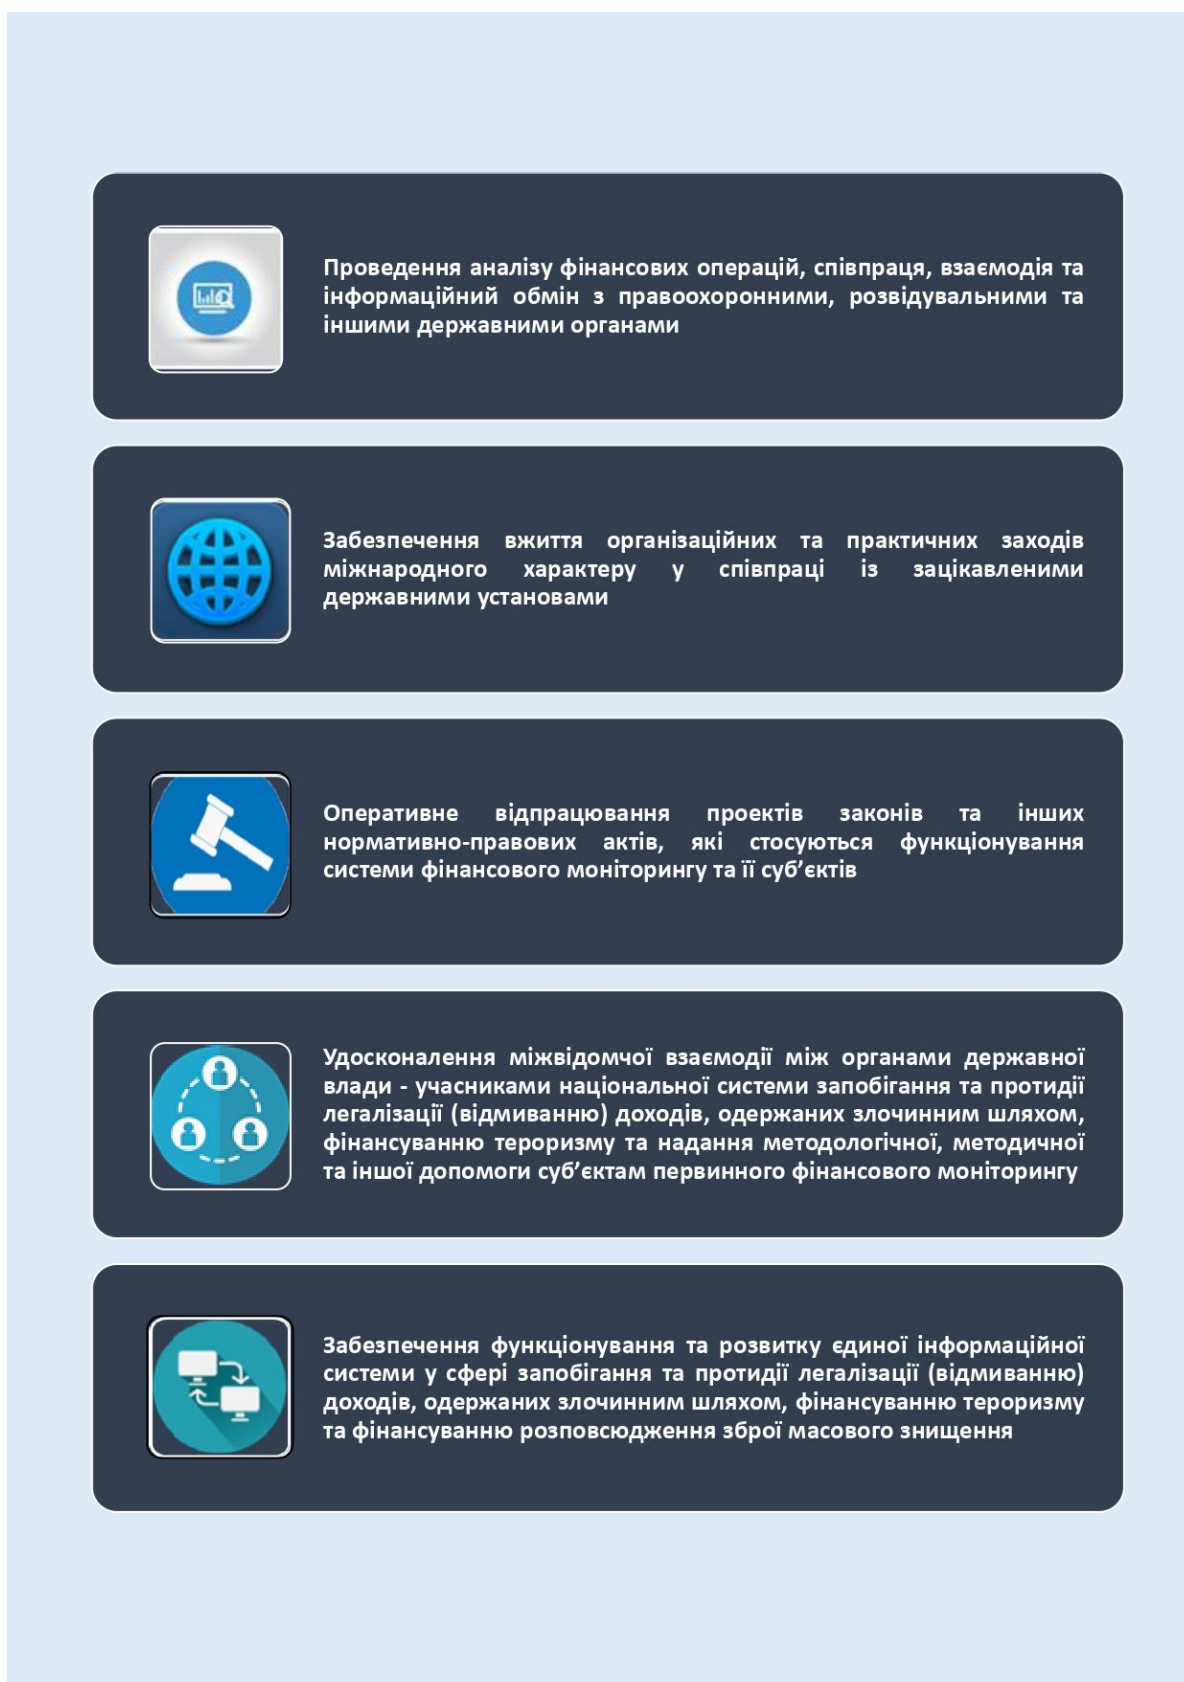 Проведення аналізу фінансових операцій, співпраця, взаємодія та
інформаційний обмін з правоохоронними, розвідувальними та
іншими державними органами
Забезпечення вжиття організаційних та практичних заходів
міжнародного характеру у співпраці із зацікавленими
державними установами
Оперативне відпрацювання проектів законів та інших
нормативно-правових актів, які стосуються функціонування
системи фінансового моніторингу та її суб’єктів
Удосконалення міжвідомчої взаємодії між органами державної
влади - учасниками національної системи запобігання та протидії
легалізації (відмиванню) доходів, одержаних злочинним шляхом,
фінансуванню тероризму та надання методологічної, методичної
та іншої допомоги суб’єктам первинного фінансового моніторингу
Забезпечення функціонування та розвитку єдиної інформаційної
системи у сфері запобігання та протидії легалізації (відмиванню)
доходів, одержаних злочинним шляхом, фінансуванню тероризму
та фінансуванню розповсюдження зброї масового знищення